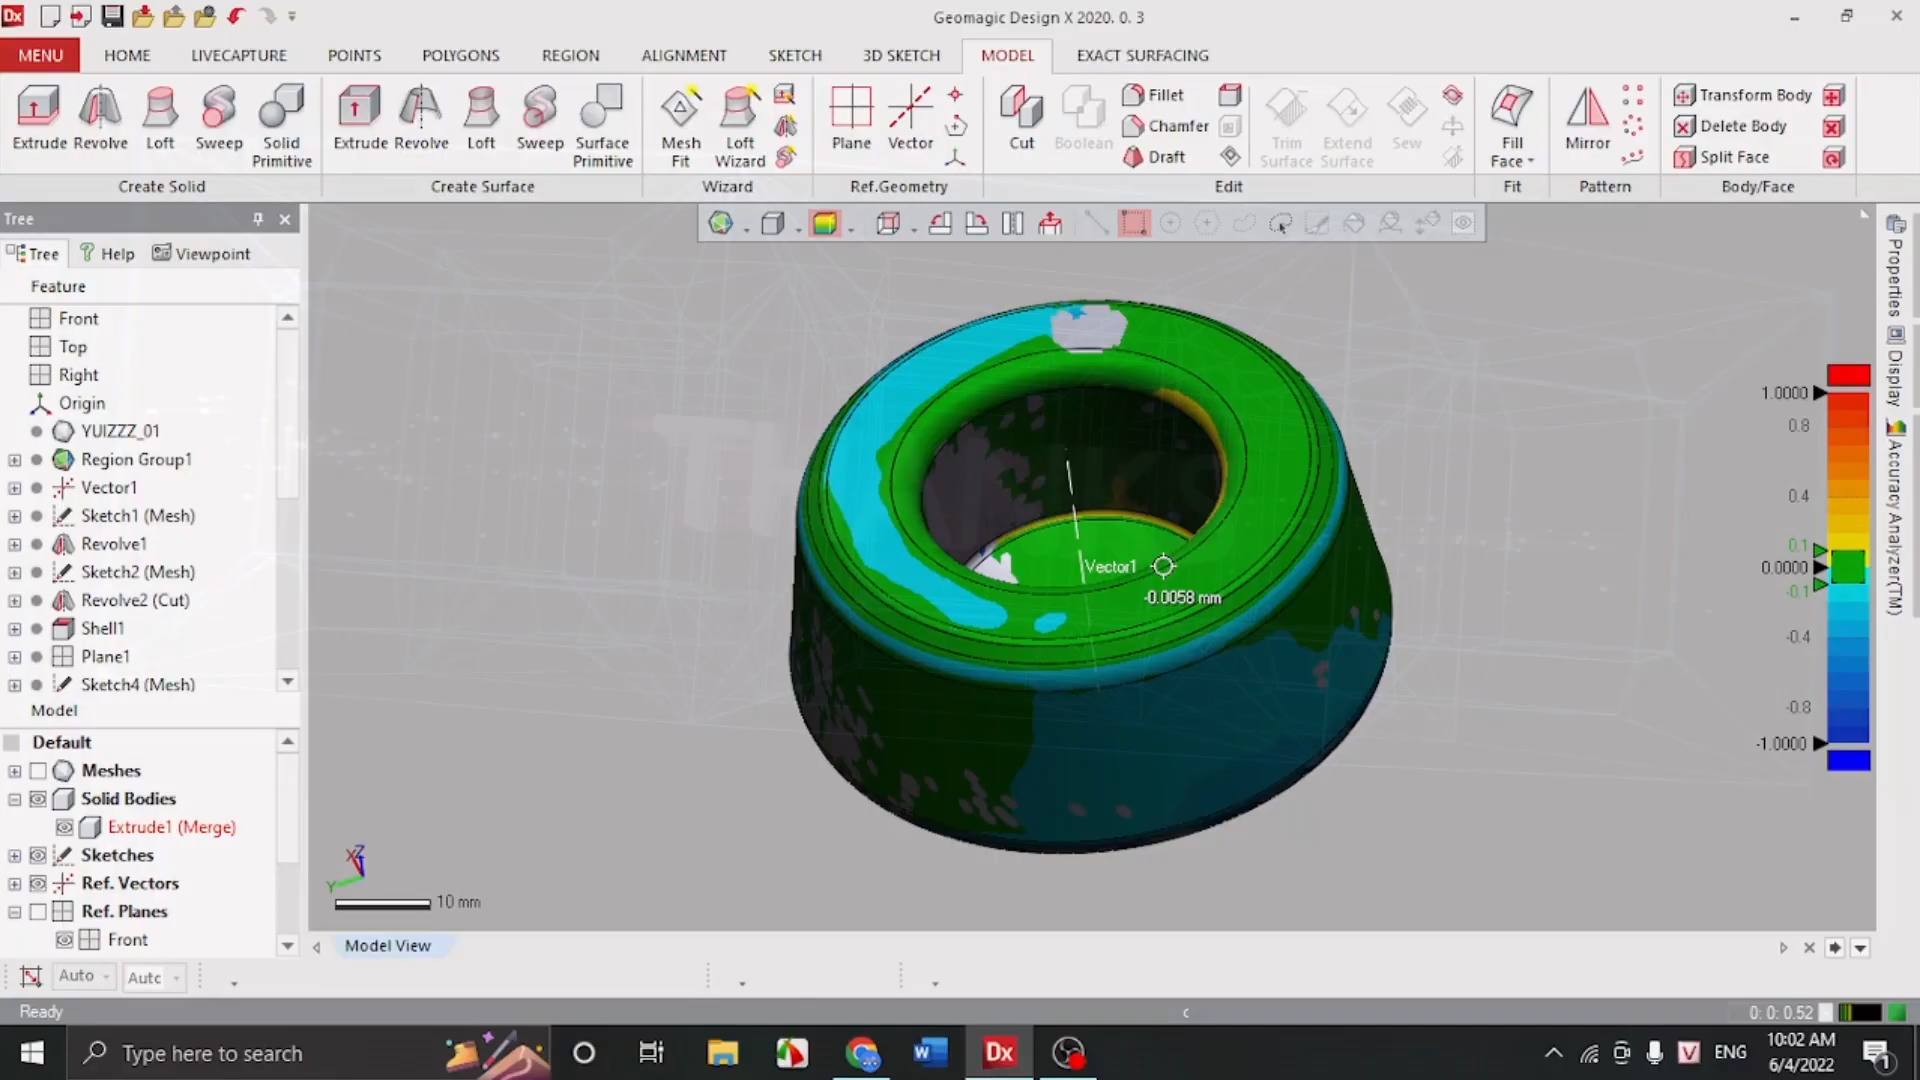 Dx
Geomagic Design X 2020. 0. 3
MENU HOME LIVECAPTURE POINTS POLYGONS REGION ALIGNMENT SKETCH 3D SKETCH MODEL EXACT SURFACING
Extrude Revolve Loft Sweep Solid Primitive
Create Solid
Extrude Revolve Loft Sweep Surface Primitive
Create Surface
Mesh Fit Loft Wizard
Wizard
Plane Vector
Ref.Geometry
Cut Boolean
Fillet
Chamfer
Draft
Trim Surface Extend Surface Sew
Edit
Fill Face
Fit
Mirror
Pattern
Transform Body
Delete Body
Split Face
Body/Face
Tree
Tree Help Viewpoint
Feature
Front
Top
Right
Origin
YUIZZZ_01
Region Group1
Vector1
Sketch1 (Mesh)
Revolve1
Sketch2 (Mesh)
Revolve2 (Cut)
Shell1
Plane1
Sketch4 (Mesh)
Model
Default
Meshes
Solid Bodies
Extrude1 (Merge)
Sketches
Ref. Vectors
Ref. Planes
Front
Vector1
-0.0058 mm
X Z
Y
10 mm
1.0000
0.8
0.4
0.1
0.0000
-0.1
-0.4
-0.8
-1.0000
Properties
Display
Accuracy Analyzer(TM)
Model View
Auto Autc
Ready
c
0: 0: 0.52
Type here to search
Dx
V
ENG
10:02 AM
6/4/2022
1